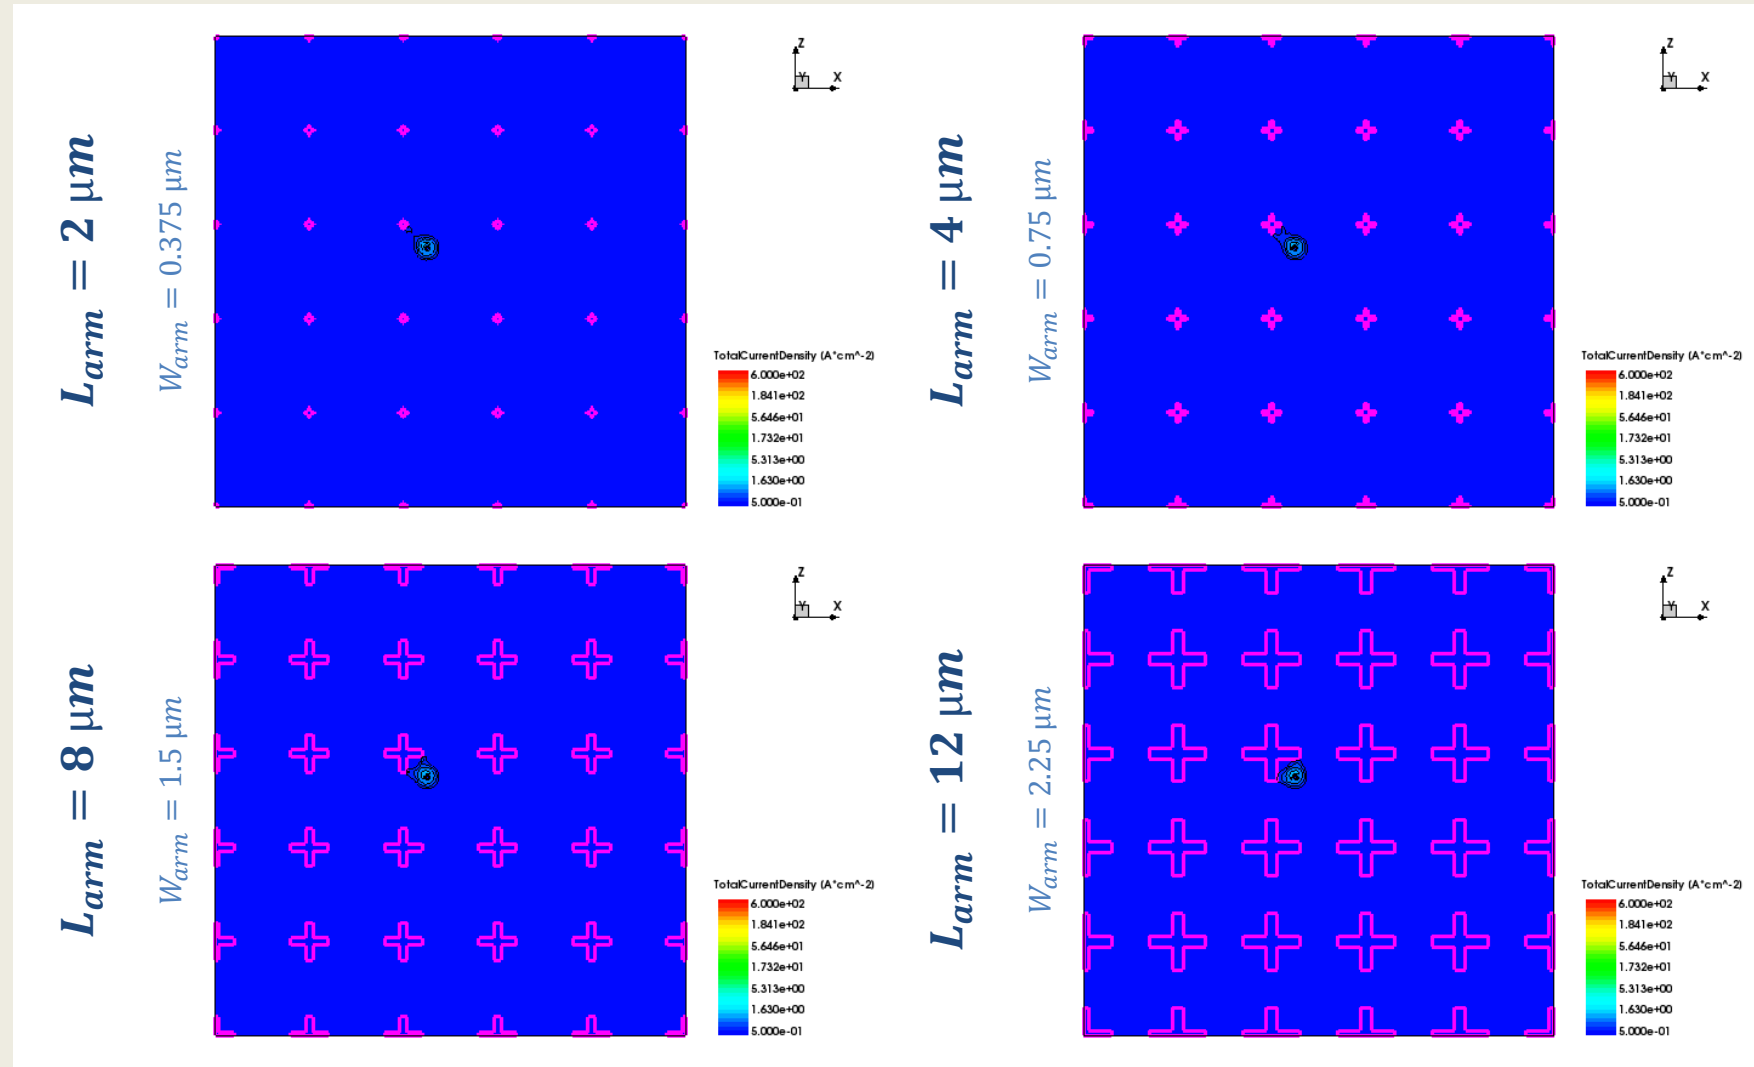 L_arm = 2 μm
W_arm = 0.375 μm
Z
Y
X
TotalCurrentDensity (A*cm^-2)
6.000e+02
1.841e+02
5.646e+01
1.732e+01
5.313e+00
1.630e+00
5.000e-01
L_arm = 4 μm
W_arm = 0.75 μm
Z
Y
X
TotalCurrentDensity (A*cm^-2)
6.000e+02
1.841e+02
5.646e+01
1.732e+01
5.313e+00
1.630e+00
5.000e-01
L_arm = 8 μm
W_arm = 1.5 μm
Z
Y
X
TotalCurrentDensity (A*cm^-2)
6.000e+02
1.841e+02
5.646e+01
1.732e+01
5.313e+00
1.630e+00
5.000e-01
L_arm = 12 μm
W_arm = 2.25 μm
Z
Y
X
TotalCurrentDensity (A*cm^-2)
6.000e+02
1.841e+02
5.646e+01
1.732e+01
5.313e+00
1.630e+00
5.000e-01